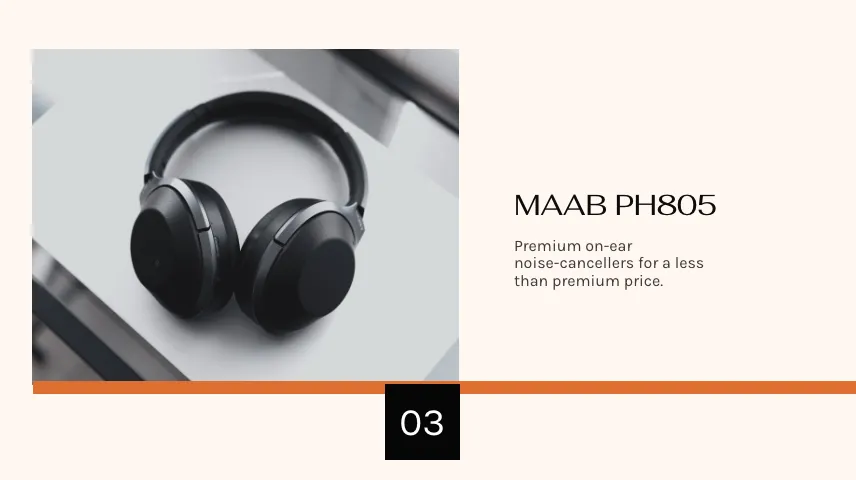 MAAB PH805
Premium on-ear
noise-cancellers for a less
than premium price.
03